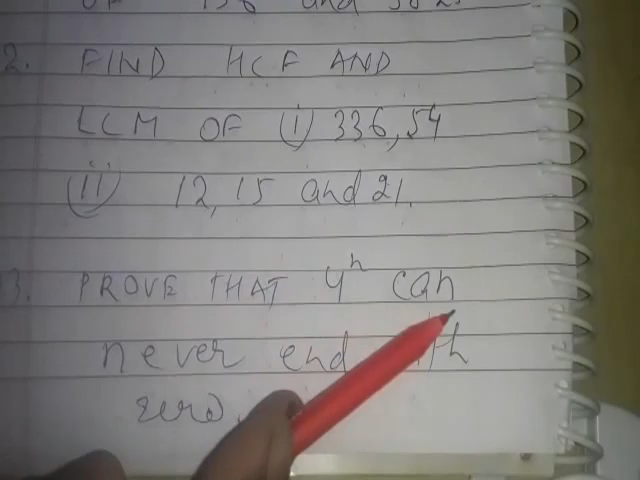 2. FIND HCF AND
LCM OF (i) 336, 54
(ii) 12, 15 and 21.
3. PROVE THAT 4ⁿ can
never end
zero.